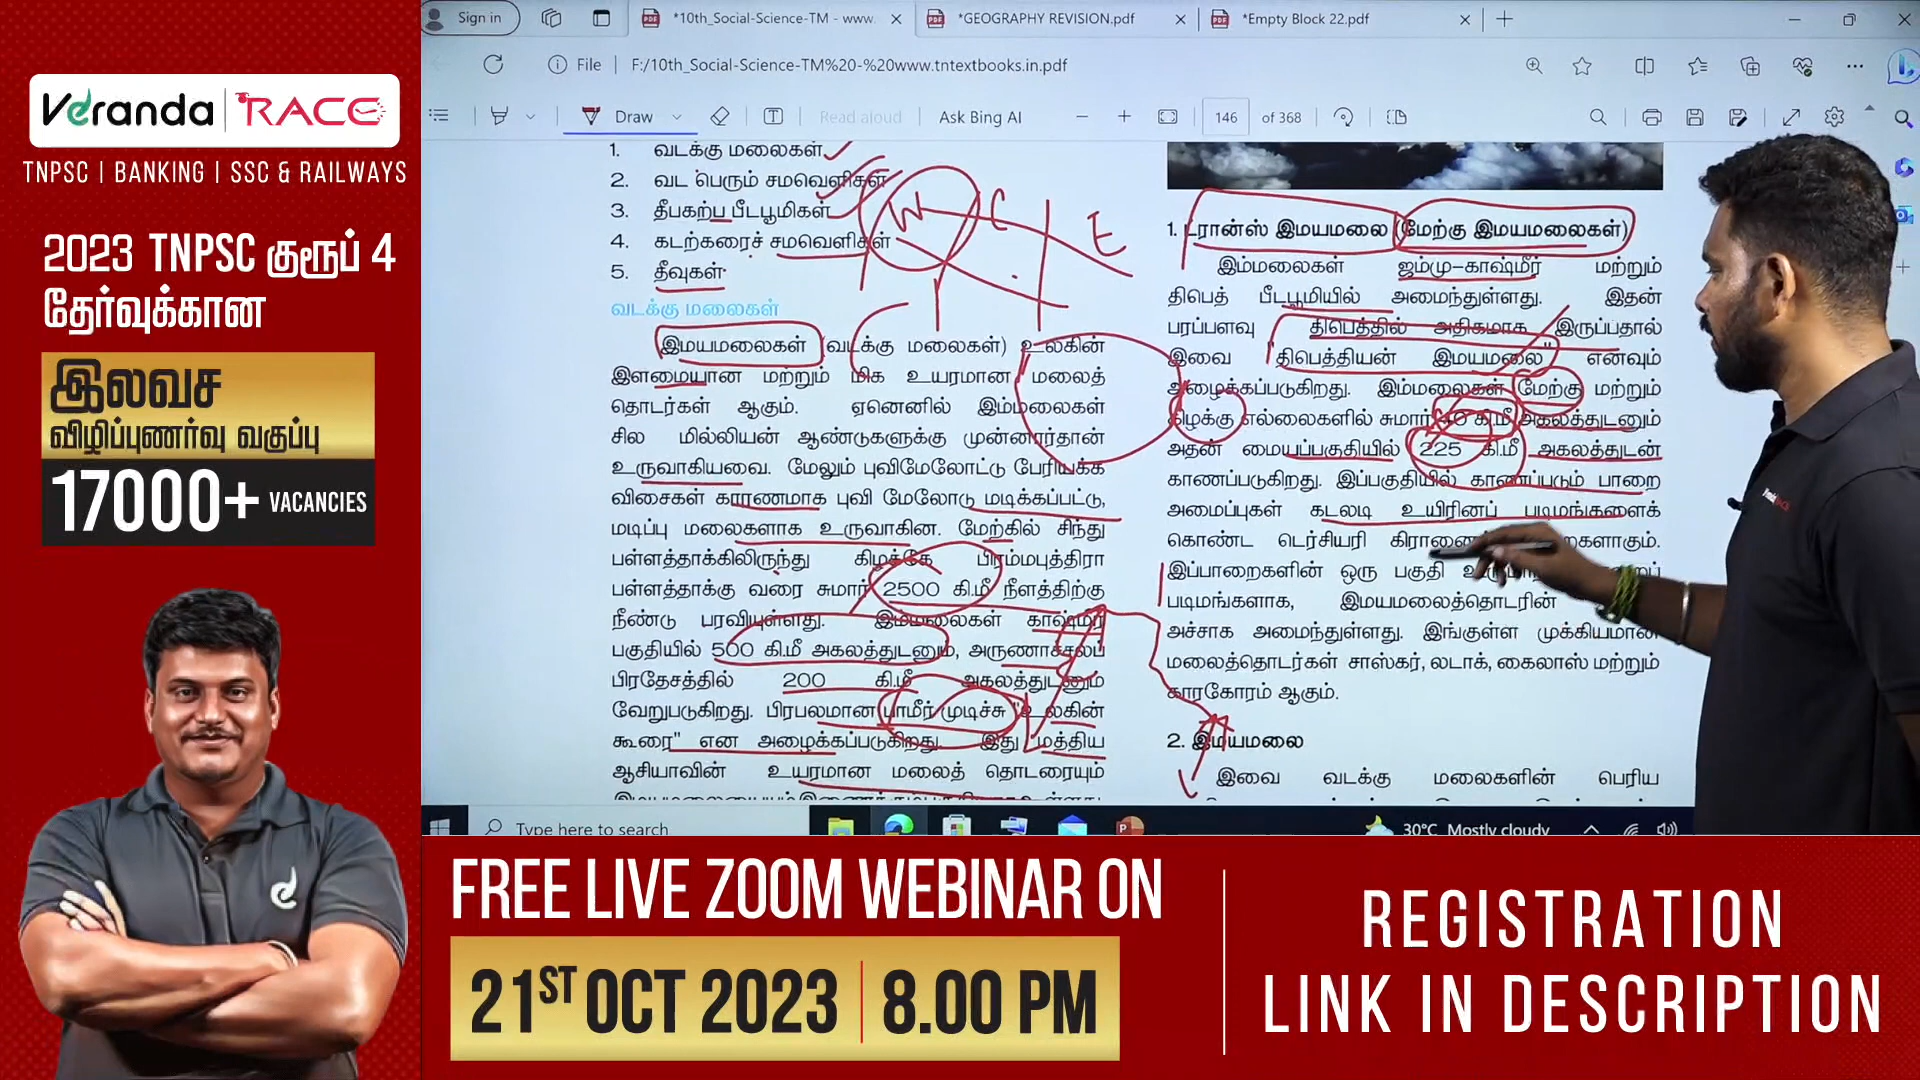 Veranda RACE
TNPSC | BANKING | SSC & RAILWAYS
2023 TNPSC குரூப் 4
தேர்வுக்கான
இலவச
விழிப்புணர்வு வகுப்பு
17000+ VACANCIES
Sign in
*10th_Social-Science-TM - www.
*GEOGRAPHY REVISION.pdf
*Empty Block 22.pdf
File F:/10th_Social-Science-TM%20-%20www.tntextbooks.in.pdf
Draw
Read aloud
Ask Bing AI
146 of 368
1. வடக்கு மலைகள்
2. வட பெரும் சமவெளிகள்
3. தீபகற்ப பீடபூமிகள்
4. கடற்கரைச் சமவெளிகள்
5. தீவுகள்
W C E
வடக்கு மலைகள்
இமயமலைகள் (வடக்கு மலைகள்) உலகின்
இளமையான மற்றும் மிக உயரமான மலைத்
தொடர்கள் ஆகும். ஏனெனில் இம்மலைகள்
சில மில்லியன் ஆண்டுகளுக்கு முன்னர்தான்
உருவாகியவை. மேலும் புவிமேலோட்டு பேரியக்க
விசைகள் காரணமாக புவி மேலோடு மடிக்கப்பட்டு,
மடிப்பு மலைகளாக உருவாகின. மேற்கில் சிந்து
பள்ளத்தாக்கிலிருந்து கிழக்கே பிரம்மபுத்திரா
பள்ளத்தாக்கு வரை சுமார் 2500 கி.மீ நீளத்திற்கு
நீண்டு பரவியுள்ளது. இம்மலைகள் காஷ்மீர்
பகுதியில் 500 கி.மீ அகலத்துடனும், அருணாச்சலப்
பிரதேசத்தில் 200 கி.மீ அகலத்துடனும்
வேறுபடுகிறது. பிரபலமான பாமீர் முடிச்சு "உலகின்
கூரை" என அழைக்கப்படுகிறது. இது மத்திய
ஆசியாவின் உயரமான மலைத் தொடரையும்
1. ட்ரான்ஸ் இமயமலை (மேற்கு இமயமலைகள்)
இம்மலைகள் ஜம்மு-காஷ்மீர் மற்றும்
திபெத் பீடபூமியில் அமைந்துள்ளது. இதன்
பரப்பளவு திபெத்தில் அதிகமாக இருப்பதால்
இவை "திபெத்தியன் இமயமலை" எனவும்
அழைக்கப்படுகிறது. இம்மலைகள் மேற்கு மற்றும்
கிழக்கு எல்லைகளில் சுமார் 40 கி.மீ அகலத்துடனும்
அதன் மையப்பகுதியில் 225 கி.மீ அகலத்துடன்
காணப்படுகிறது. இப்பகுதியில் காணப்படும் பாறை
அமைப்புகள் கடலடி உயிரினப் படிமங்களைக்
கொண்ட டெர்சியரி
இப்பாறைகளின் ஒரு பகுதி
படிமங்களாக, இமயமலைத்தொடரின்
அச்சாக அமைந்துள்ளது. இங்குள்ள முக்கியமான
மலைத்தொடர்கள் சாஸ்கர், லடாக், கைலாஸ் மற்றும்
காரகோரம் ஆகும்.
2. இமயமலை
இவை வடக்கு மலைகளின் பெரிய
Type here to search
30°C Mostly cloudy
FREE LIVE ZOOM WEBINAR ON
21ST OCT 2023 | 8.00 PM
REGISTRATION
LINK IN DESCRIPTION